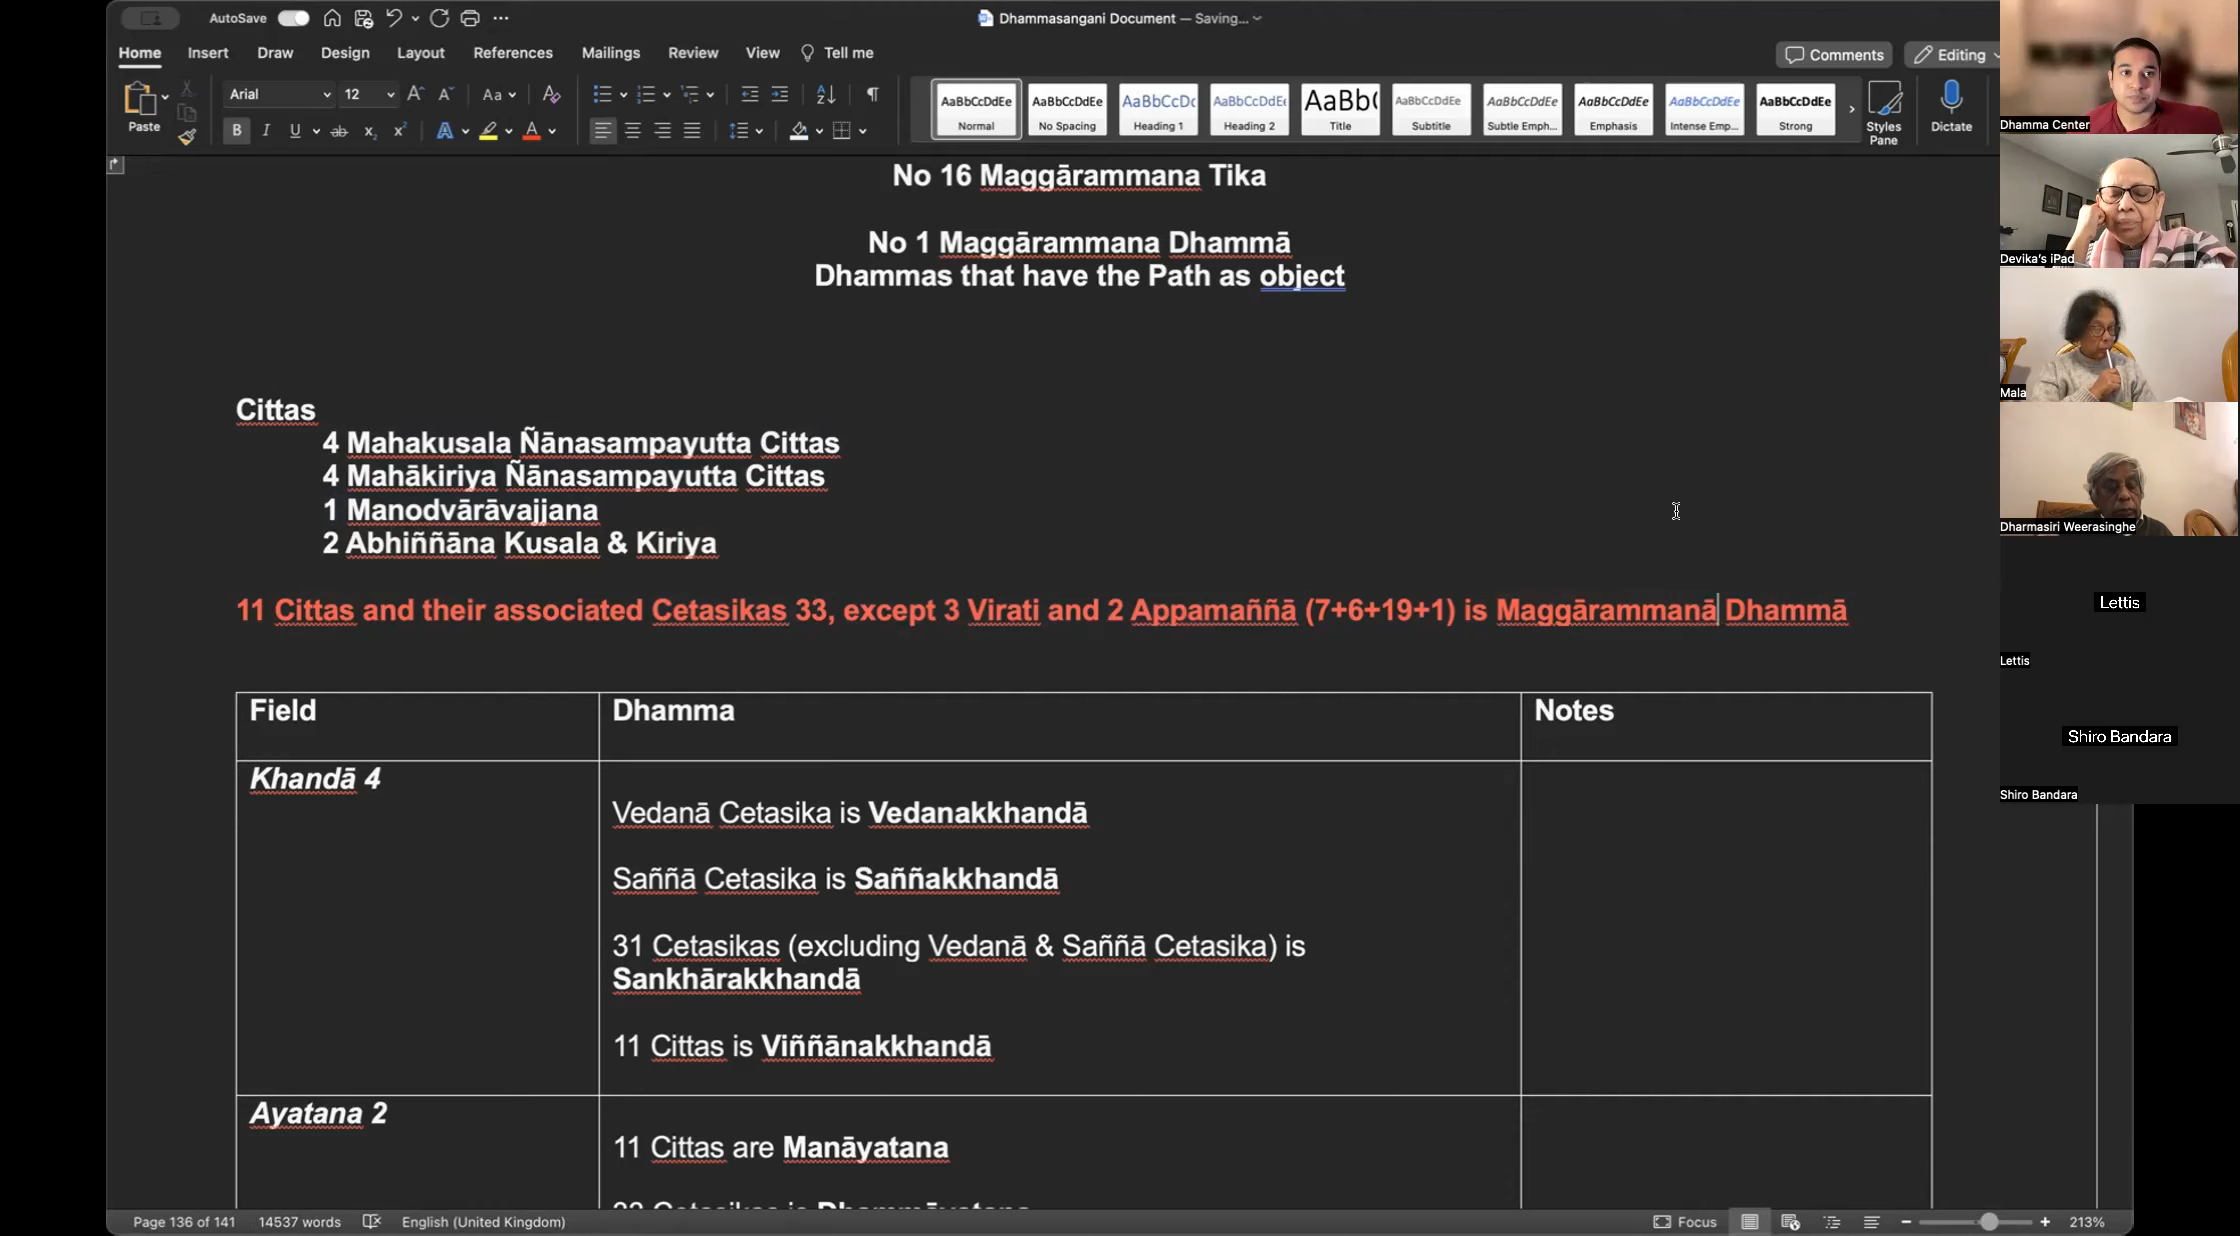 AutoSave
Dhammasangani Document — Saving...
Home Insert Draw Design Layout References Mailings Review View Tell me
Comments Editing
Paste
Arial 12
AaBbCcDdEe AaBbCcDdEe AaBbCcDc AaBbCcDdEe AaBb( AaBbCcDdEe AaBbCcDdEe AaBbCcDdEe AaBbCcDdEe AaBbCcDdEe
Normal No Spacing Heading 1 Heading 2 Title Subtitle Subtle Emph... Emphasis Intense Emp... Strong
Styles Pane
Dictate
No 16 Maggārammana Tika
No 1 Maggārammana Dhammā
Dhammas that have the Path as object
Cittas
4 Mahakusala Ñānasampayutta Cittas
4 Mahākiriya Ñānasampayutta Cittas
1 Manodvārāvajjana
2 Abhiññāna Kusala & Kiriya
11 Cittas and their associated Cetasikas 33, except 3 Virati and 2 Appamaññā (7+6+19+1) is Maggārammanā Dhammā
Field Dhamma Notes
Khandā 4
Vedanā Cetasika is Vedanakkhandā
Saññā Cetasika is Saññakkhandā
31 Cetasikas (excluding Vedanā & Saññā Cetasika) is
Sankhārakkhandā
11 Cittas is Viññānakkhandā
Ayatana 2
11 Cittas are Manāyatana
33 Cetasikas is Dhammāyatana
Page 136 of 141 14537 words English (United Kingdom) Focus 213%
Dhamma Center
Devika's iPad
Mala
Dharmasiri Weerasinghe
Lettis
Lettis
Shiro Bandara
Shiro Bandara